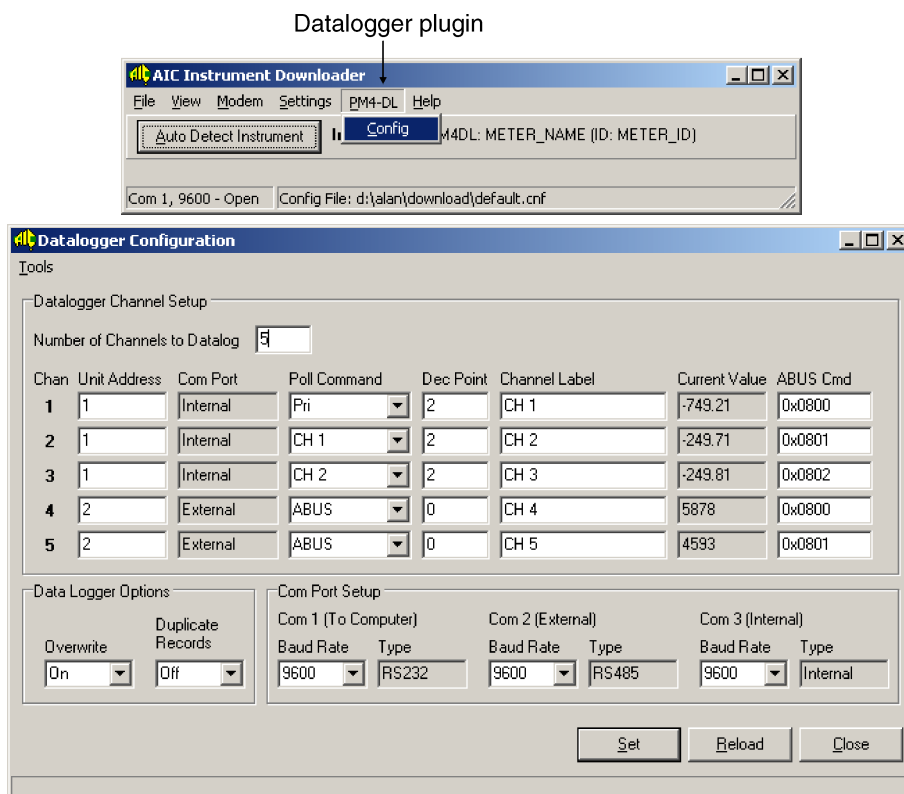 Datalogger plugin
AIC Instrument Downloader
File View Modem Settings PM4-DL Help
Auto Detect Instrument M4DL: METER_NAME (ID: METER_ID)
Config
Com 1, 9600 - Open Config File: d:\alan\download\default.cnf
Datalogger Configuration
Tools
Datalogger Channel Setup
Number of Channels to Datalog 5
Chan Unit Address Com Port Poll Command Dec Point Channel Label Current Value ABUS Cmd
1 1 Internal Pri 2 CH 1 -749.21 0x0800
2 1 Internal CH 1 2 CH 2 -249.71 0x0801
3 1 Internal CH 2 2 CH 3 -249.81 0x0802
4 2 External ABUS 0 CH 4 5878 0x0800
5 2 External ABUS 0 CH 5 4593 0x0801
Data Logger Options
Overwrite Duplicate Records
On Off
Com Port Setup
Com 1 (To Computer) Com 2 (External) Com 3 (Internal)
Baud Rate Type Baud Rate Type Baud Rate Type
9600 RS232 9600 RS485 9600 Internal
Set Reload Close